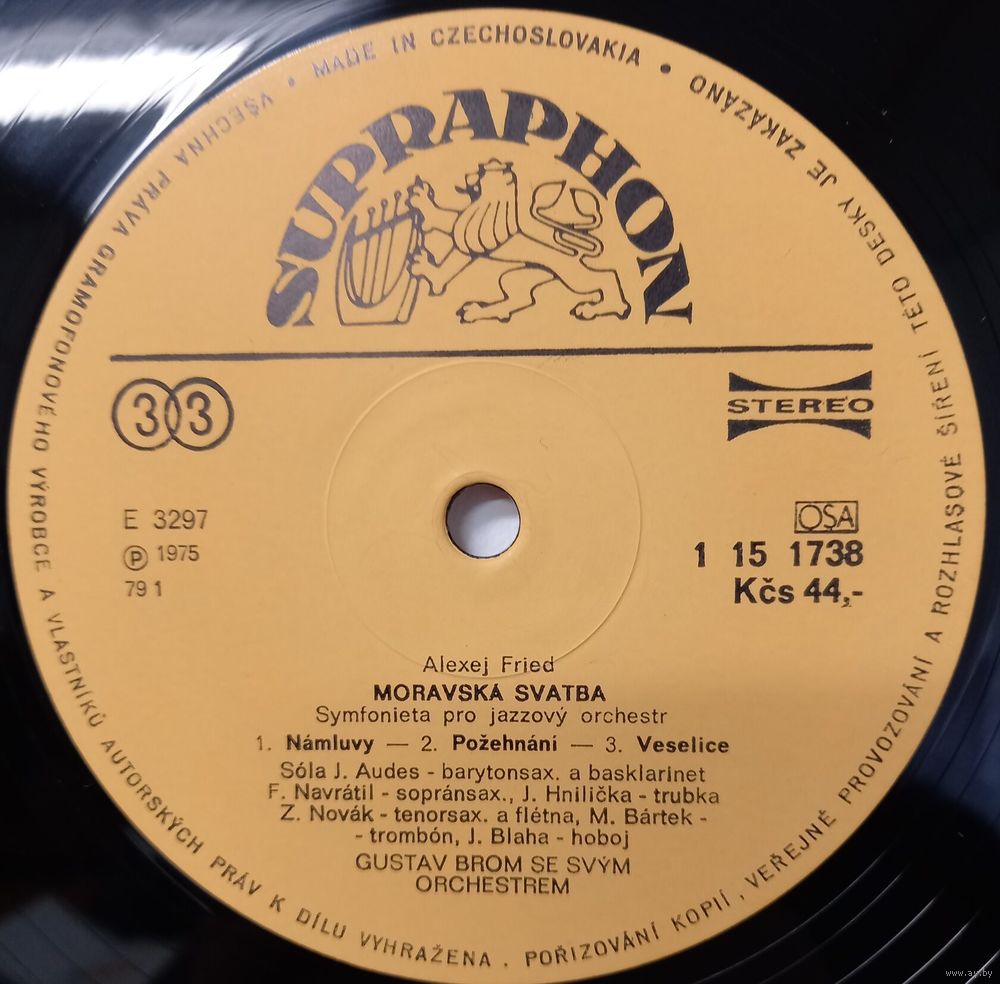 VŠECHNA PRÁVA GRAMOFONOVÉHO VÝROBCE A VLASTNÍKŮ AUTORSKÝCH PRÁV K DÍLU VYHRAŽENA . POŘIZOVÁNÍ KOPIÍ, VEŘEJNÉ PROVOZOVÁNÍ A ROZHLASOVÉ ŠÍŘENÍ TÉTO DESKY JE ZAKÁZÁNO
• MADE IN CZECHOSLOVAKIA •
SUPRAPHON
33
STEREO
E 3297
Ⓟ 1975
79 1
OSA
1 15 1738
Kčs 44,-
Alexej Fried
MORAVSKÁ SVATBA
Symfonieta pro jazzový orchestr
1. Námluvy — 2. Požehnání — 3. Veselice
Sóla J. Audes - barytonsax. a basklarinet
F. Navrátil - sopránsax., J. Hnilička - trubka
Z. Novák - tenorsax. a flétna, M. Bártek -
- trombón, J. Blaha - hoboj
GUSTAV BROM SE SVÝM
ORCHESTREM
www.ay.by